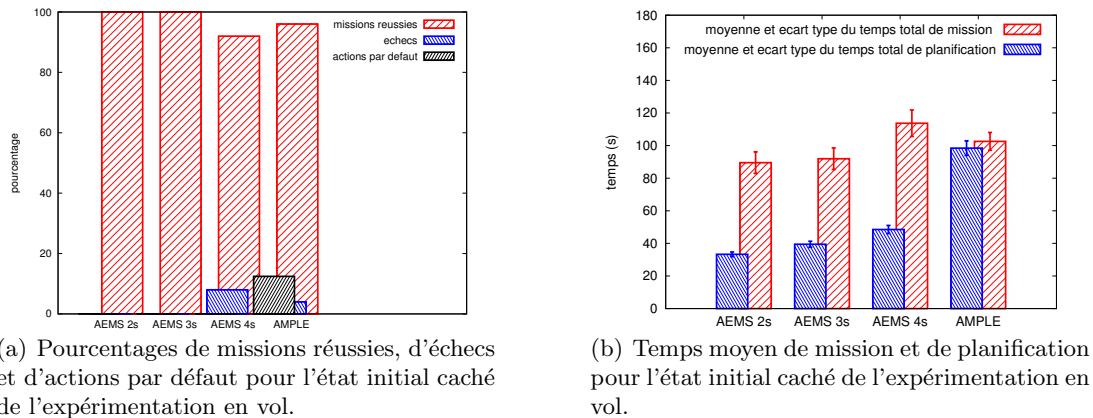 missions reussies
echecs
actions par defaut
100
80
60
40
20
0
pourcentage
AEMS 2s AEMS 3s AEMS 4s AMPLE
(a) Pourcentages de missions réussies, d'échecs
et d'actions par défaut pour l'état initial caché
de l'expérimentation en vol.
moyenne et ecart type du temps total de mission
moyenne et ecart type du temps total de planification
180
160
140
120
100
80
60
40
20
0
temps (s)
AEMS 2s AEMS 3s AEMS 4s AMPLE
(b) Temps moyen de mission et de planification
pour l'état initial caché de l'expérimentation en
vol.